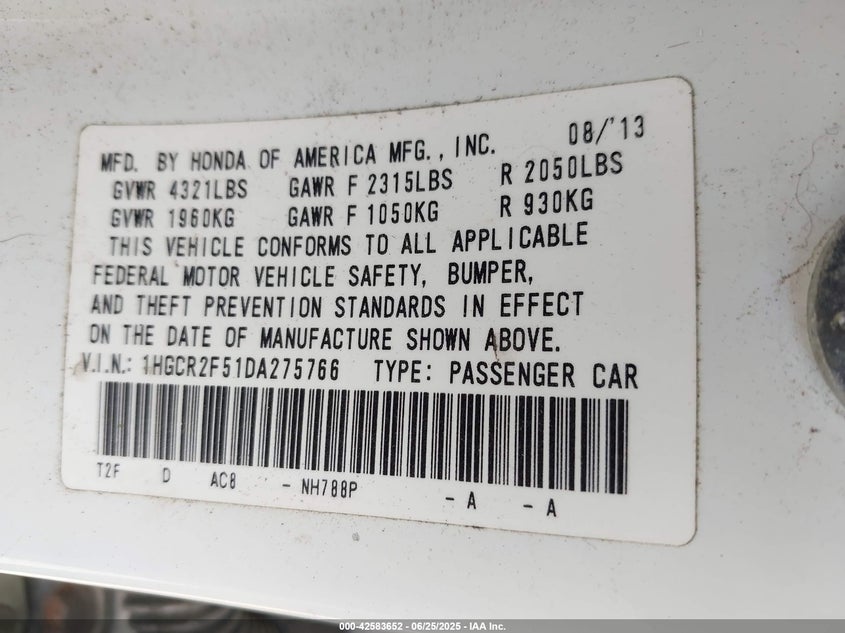 MFD. BY HONDA OF AMERICA MFG., INC. 08/'13
GVWR 4321LBS GAWR F 2315LBS R 2050LBS
GVWR 1960KG GAWR F 1050KG R 930KG
THIS VEHICLE CONFORMS TO ALL APPLICABLE
FEDERAL MOTOR VEHICLE SAFETY, BUMPER,
AND THEFT PREVENTION STANDARDS IN EFFECT
ON THE DATE OF MANUFACTURE SHOWN ABOVE.
V.I.N.: 1HGCR2F51DA275766 TYPE: PASSENGER CAR
T2F D AC8 - NH788P - A - A
000-42583652 - 06/25/2025 - IAA Inc.